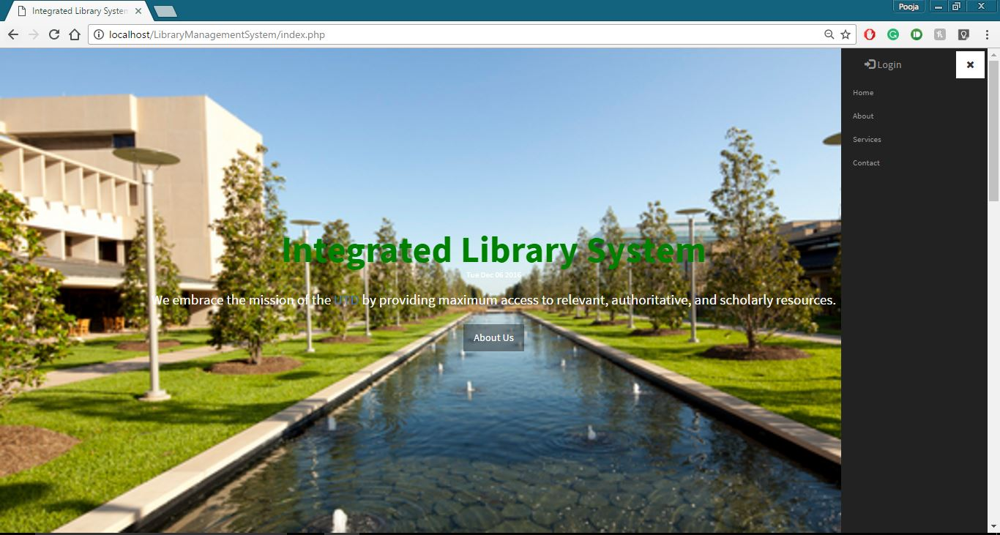 Integrated Library System
Pooja
localhost/LibraryManagementSystem/index.php
Login
Home
About
Services
Contact
Integrated Library System
Tue Dec 06 2016
We embrace the mission of the UTD by providing maximum access to relevant, authoritative, and scholarly resources.
About Us